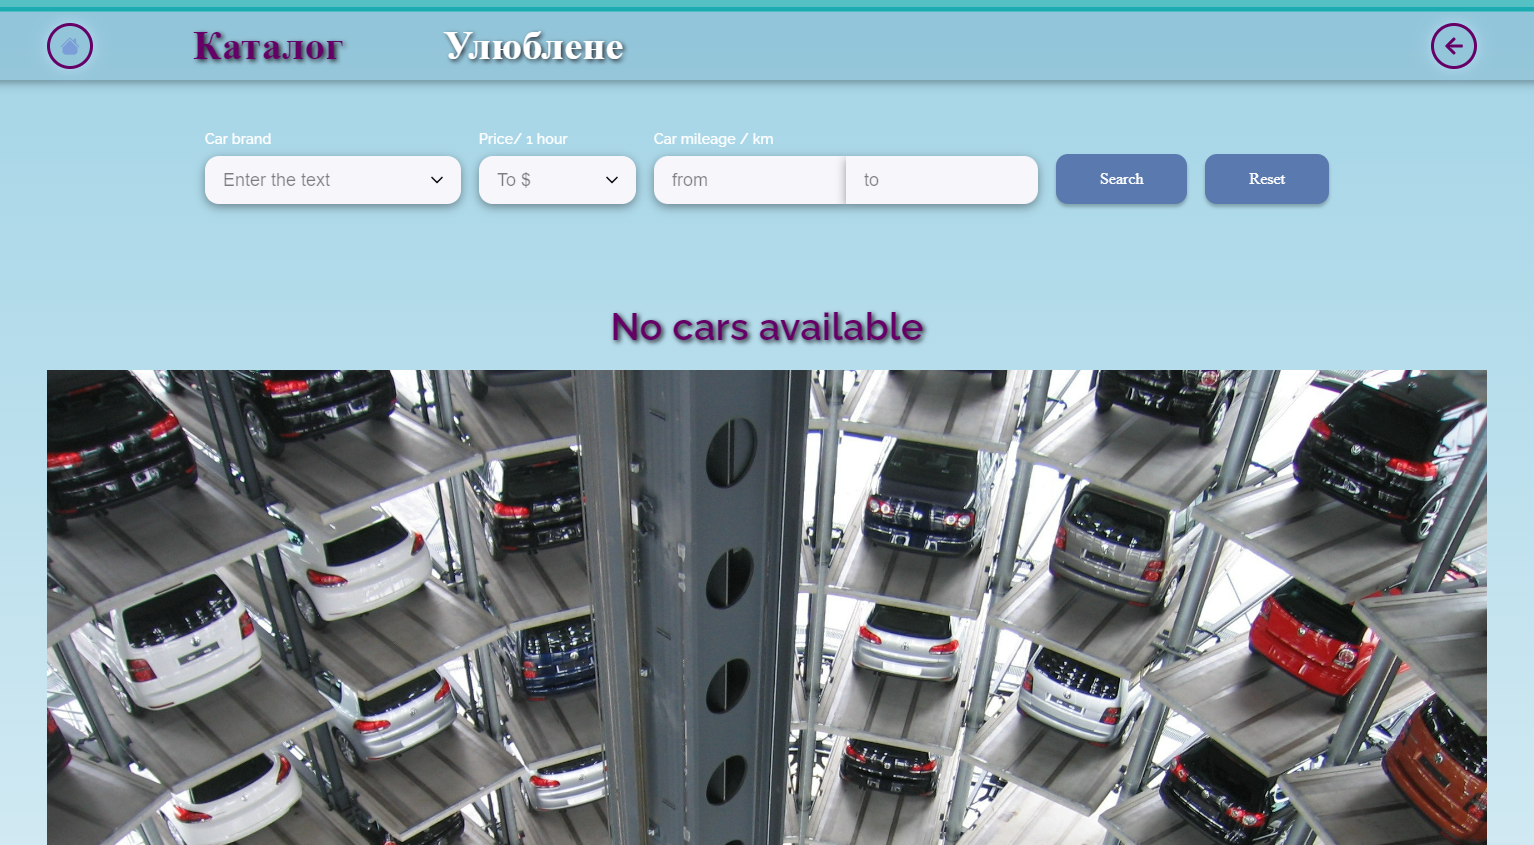 Каталог Улюблене
Car brand Price/ 1 hour Car mileage / km
Enter the text To $ from to Search Reset
No cars available